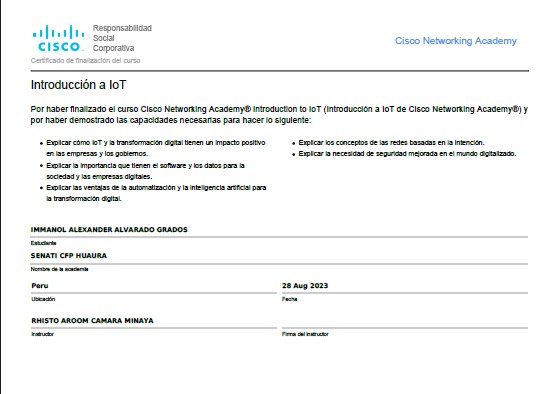 CISCO.
Responsabilidad
Social
Corporativa
Cisco Networking Academy
Certificado de finalización del curso
Introducción a IoT
Por haber finalizado el curso Cisco Networking Academy® Introduction to IoT (Introducción a IoT de Cisco Networking Academy®) y
por haber demostrado las capacidades necesarias para hacer lo siguiente:
• Explicar cómo IoT y la transformación digital tienen un impacto positivo
en las empresas y los gobiernos.
• Explicar la importancia que tienen el software y los datos para la
sociedad y las empresas digitales.
• Explicar las ventajas de la automatización y la inteligencia artificial para
la transformación digital.
• Explicar los conceptos de las redes basadas en la intención.
• Explicar la necesidad de seguridad mejorada en el mundo digitalizado.
IMMANOL ALEXANDER ALVARADO GRADOS
Estudiante
SENATI CFP HUAURA
Nombre de la academia
Peru
Ubicación
28 Aug 2023
Fecha
RHISTO AROOM CAMARA MINAYA
Instructor
Firma del instructor